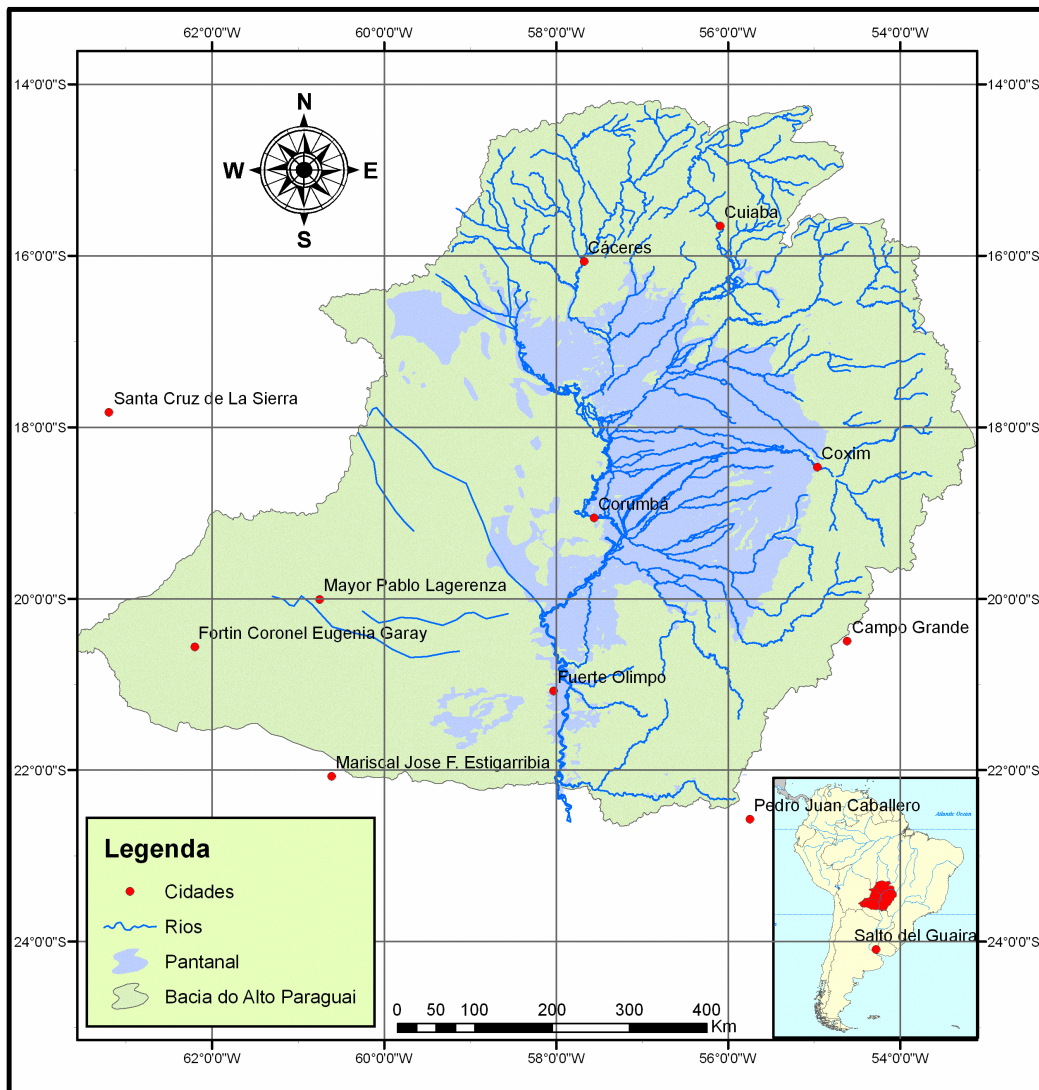 62°0'0"W 60°0'0"W 58°0'0"W 56°0'0"W 54°0'0"W
14°0'0"S 14°0'0"S
N
W E
S
Cuiaba
Cáceres
16°0'0"S 16°0'0"S
Santa Cruz de La Sierra
18°0'0"S 18°0'0"S
Coxim
Corumbá
Mayor Pablo Lagerenza
20°0'0"S 20°0'0"S
Fortin Coronel Eugenia Garay
Campo Grande
Fuerte Olimpo
Mariscal Jose F. Estigarribia
22°0'0"S 22°0'0"S
Pedro Juan Caballero
Atlantic Ocean
Legenda
Cidades
Rios
Pantanal
Bacia do Alto Paraguai
Salto del Guaira
24°0'0"S 24°0'0"S
0 50 100 200 300 400
Km
62°0'0"W 60°0'0"W 58°0'0"W 56°0'0"W 54°0'0"W